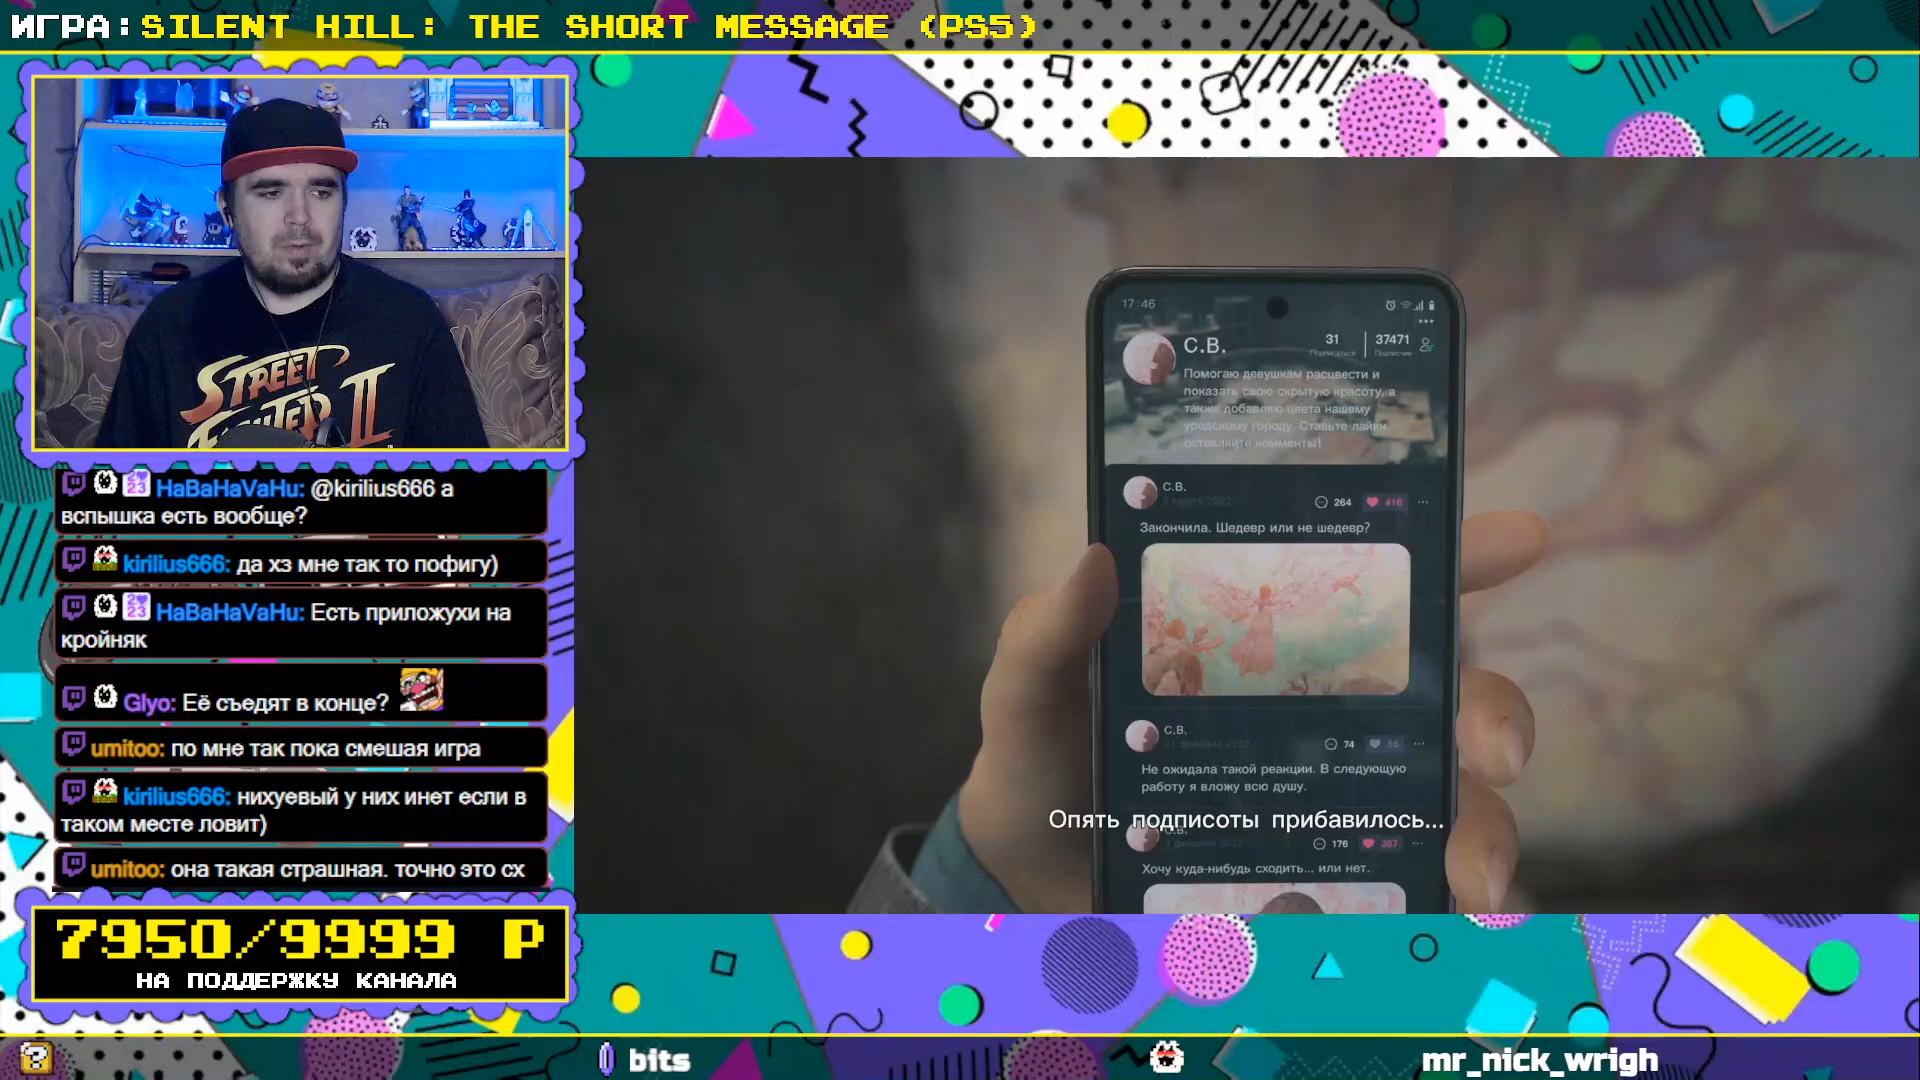 ИГРА: SILENT HILL: THE SHORT MESSAGE (PS5)
STREET
FIGHTER II
HaBaHaVaHu: @kirilius666 а
вспышка есть вообще?
kirilius666: да хз мне так то пофигу)
HaBaHaVaHu: Есть приложухи на
кройняк
Glyo: Её съедят в конце?
umitoo: по мне так пока смешая игра
kirilius666: нихуевый у них инет если в
таком месте ловит)
umitoo: она такая страшная. точно это сх
7950/9999 Р
НА ПОДДЕРЖКУ КАНАЛА
17:46
С.В.
31
37471
Помогаю девушкам расцвести и
показать свою скрытую красоту, а
также добавляю цвета нашему
уродскому городу. Ставьте лайки
оставляйте комменты!
С.В.
264
416
Закончила. Шедевр или не шедевр?
С.В.
74
56
Не ожидала такой реакции. В следующую
работу я вложу всю душу.
Опять подписоты прибавилось...
С.В.
176
287
Хочу куда-нибудь сходить... или нет.
bits
mr_nick_wrigh